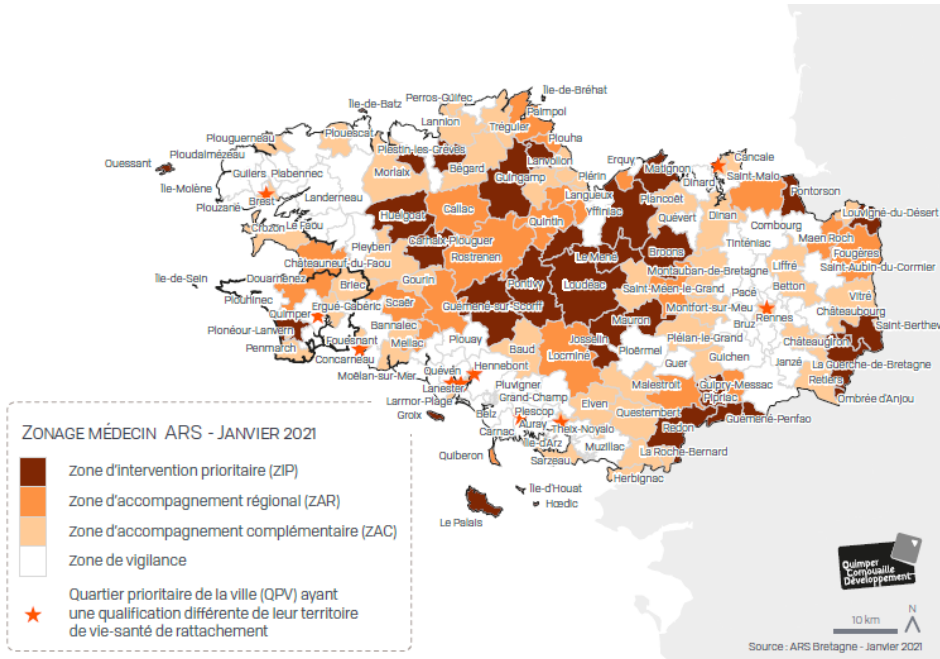 Île-de-Bréhat
Perros-Guirec
Île-de-Batz
Paimpol
Lannion
Tréguier
Plouescat
Plouguerneau
Plouha
Ploudalmézeau
Plestin-les-Grèves
Lanvollon
Erquy
Cancale
Ouessant
Bégard
Matignon
Saint-Malo
Guilers
Plabennec
Morlaix
Guingamp
Plérin
Dinard
Pontorson
Île-Molène
Langueux
Plancoët
Brest
Landerneau
Huelgoat
Callac
Yffiniac
Quévert
Dinan
Louvigné-du-Désert
Plouzané
Quintin
Combourg
Crozon
Le Faou
Carhaix-Plouguer
Tinténiac
Maen Roch
Pleyben
Le Mené
Broons
Fougères
Rostrenen
Châteauneuf-du-Faou
Montauban-de-Bretagne
Liffré
Saint-Aubin-du-Cormier
Île-de-Sein
Douarnenez
Gourin
Pontivy
Loudéac
Briec
Saint-Méen-le-Grand
Pacé
Betton
Vitré
Plouhinec
Ergué-Gabéric
Scaër
Guémené-sur-Scorff
Montfort-sur-Meu
Rennes
Châteaubourg
Quimper
Mauron
Bruz
Saint-Berthev
Plonéour-Lanvern
Bannalec
Josselin
Plélan-le-Grand
Châteaugiron
Fouesnant
Mellac
Plouay
Baud
Ploërmel
Guichen
Penmarch
Locminé
Guer
Janzé
La Guerche-de-Bretagne
Concarneau
Quéven
Hennebont
Moëlan-sur-Mer
Pluvigner
Malestroit
Guipry-Messac
Retiers
Lanester
Grand-Champ
Elven
Pipriac
Ombrée d'Anjou
Larmor-Plage
Plescop
Questembert
Guémené-Penfao
Groix
Belz
Auray
Theix-Noyalo
Redon
Carnac
Île-d'Arz
Muzillac
Quiberon
Sarzeau
La Roche-Bernard
Herbignac
Île-d'Houat
Hœdic
Le Palais
ZONAGE MÉDECIN ARS - JANVIER 2021
Zone d'intervention prioritaire (ZIP)
Zone d'accompagnement régional (ZAR)
Zone d'accompagnement complémentaire (ZAC)
Zone de vigilance
Quartier prioritaire de la ville (QPV) ayant
une qualification différente de leur territoire
de vie-santé de rattachement
Quimper
Cornouaille
Développement
N
10 km
Source : ARS Bretagne - Janvier 2021